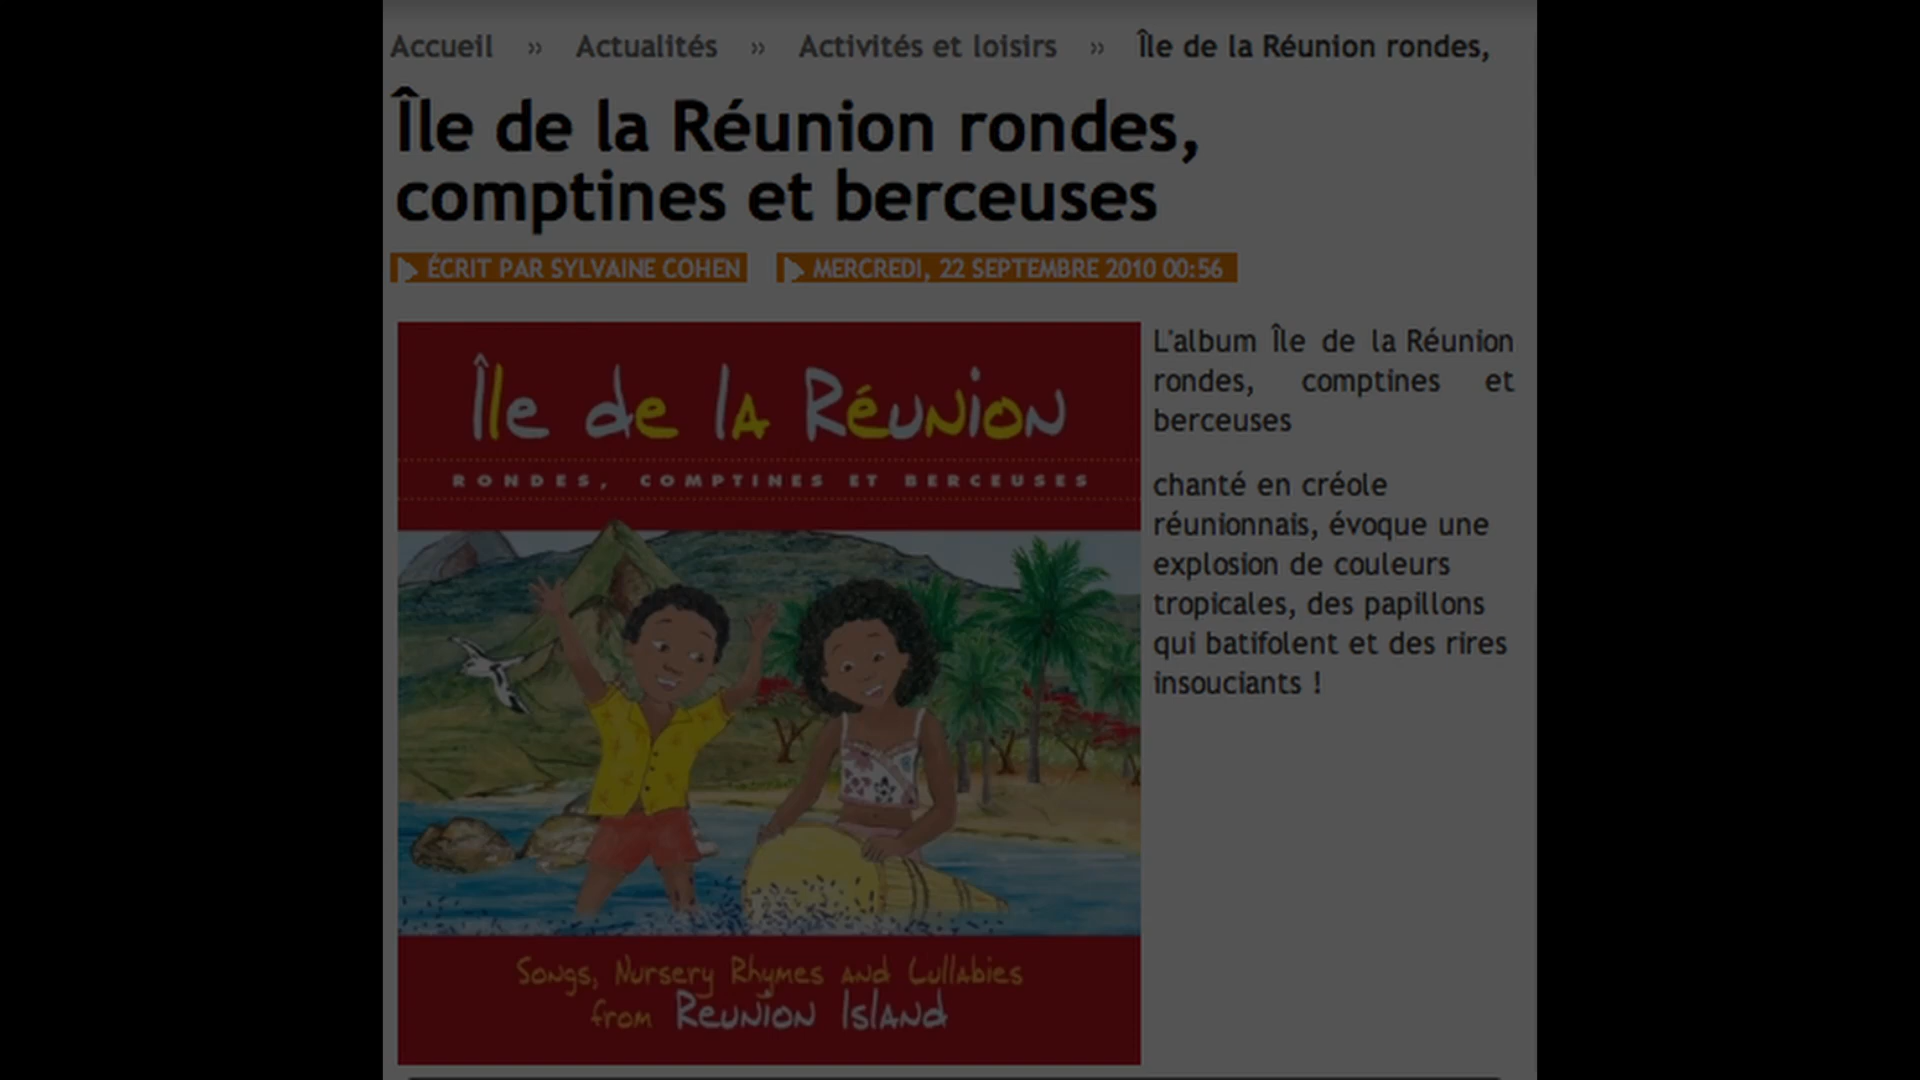 Accueil » Actualités » Activités et loisirs » Île de la Réunion rondes,
Île de la Réunion rondes,
comptines et berceuses
ÉCRIT PAR SYLVAINE COHEN
MERCREDI, 22 SEPTEMBRE 2010 00:56
Île de la Réunion
RONDES, COMPTINES ET BERCEUSES
Songs, Nursery Rhymes and Lullabies
from Reunion Island
L'album Île de la Réunion
rondes, comptines et
berceuses
chanté en créole
réunionnais, évoque une
explosion de couleurs
tropicales, des papillons
qui batifolent et des rires
insouciants !